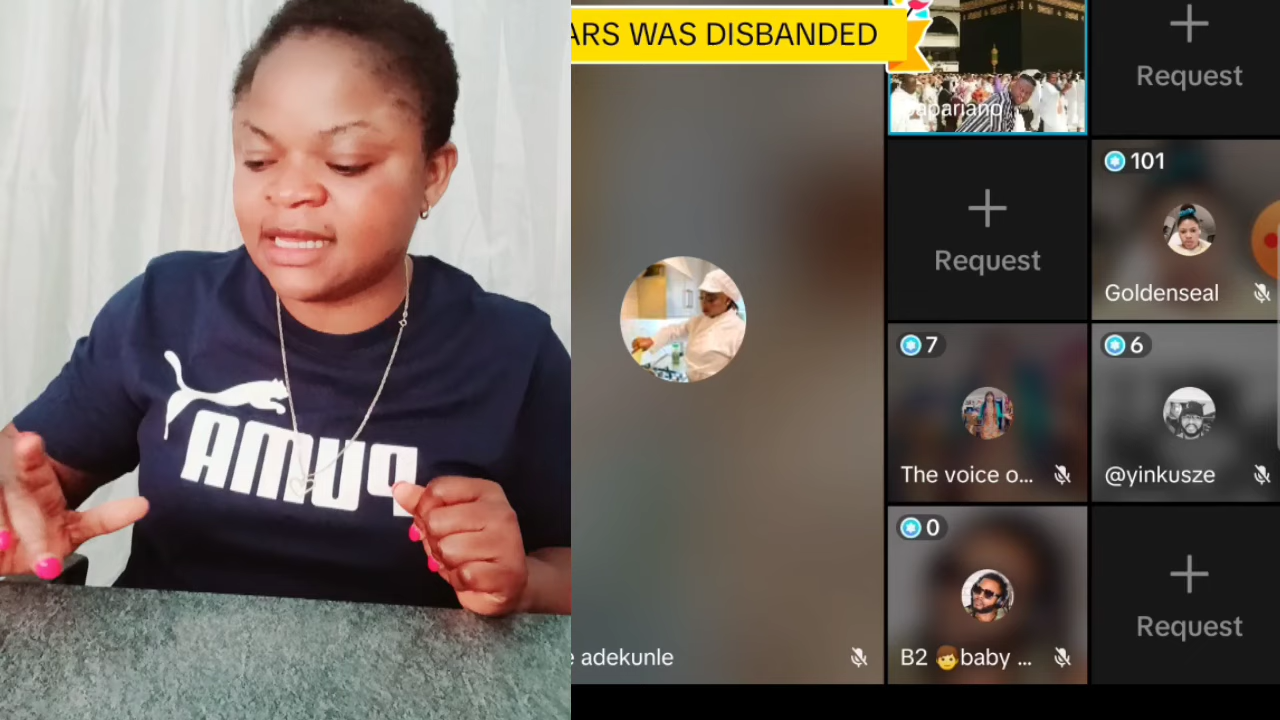 ARS WAS DISBANDED
Request
101
Request
Goldenseal
7
6
The voice o...
@yinkusze
0
adekunle
B2 👦baby ...
Request
AMUq